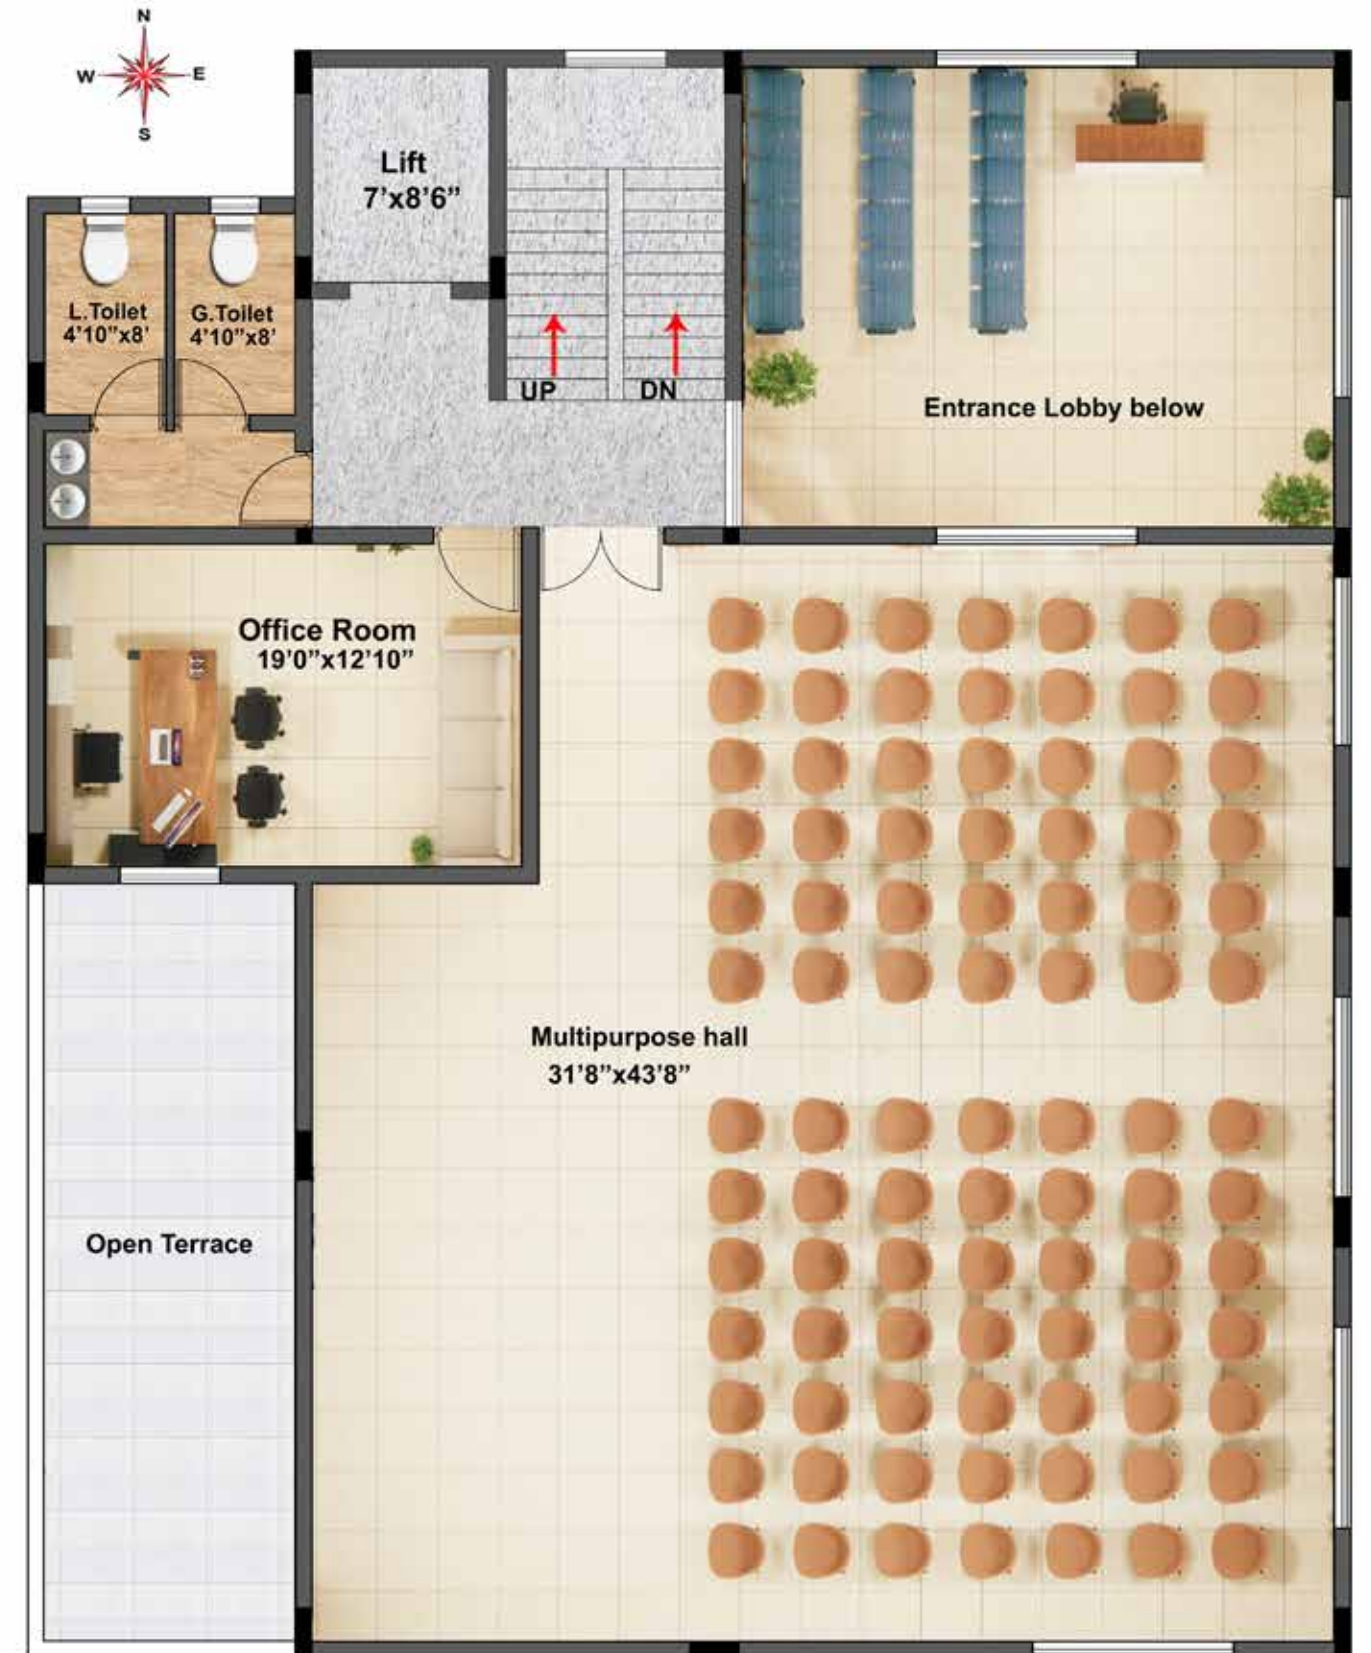 N
W E
S
Lift
7'x8'6”
L.Toilet
4'10”x8'
G.Toilet
4'10”x8'
UP
DN
Entrance Lobby below
Office Room
19'0”x12'10”
Multipurpose hall
31'8”x43'8”
Open Terrace